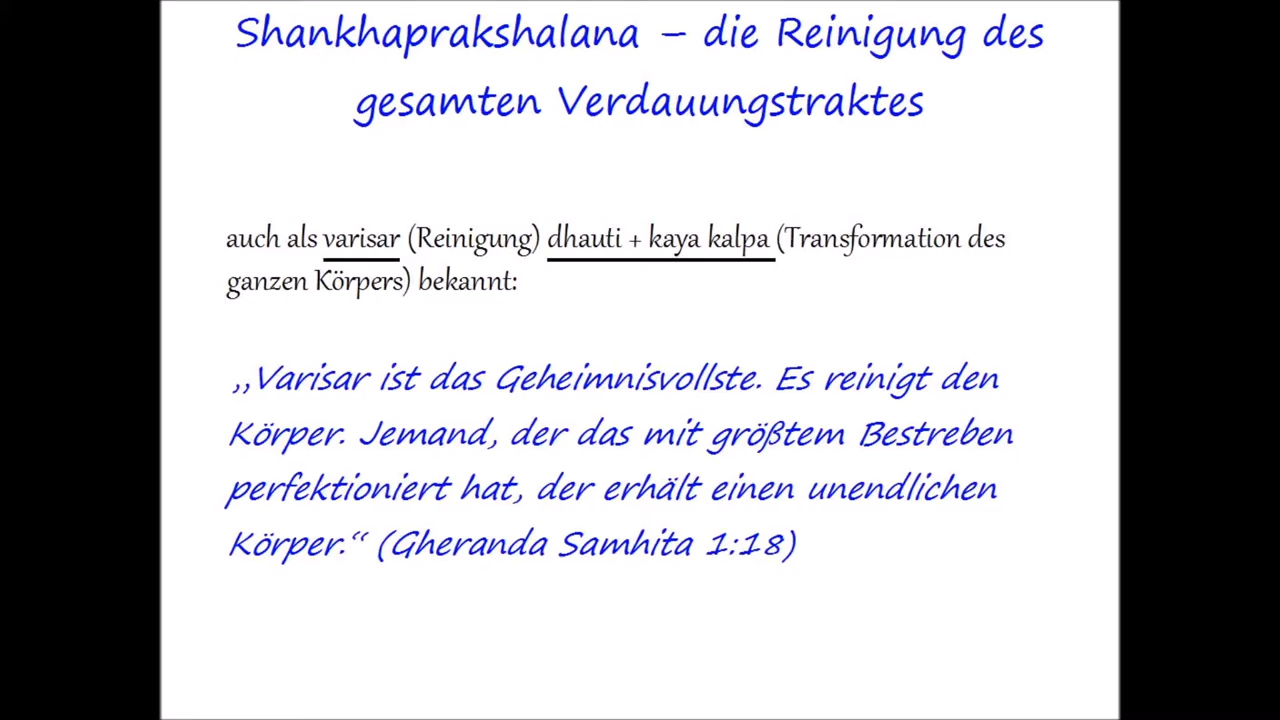 Shankhaprakshalana – die Reinigung des
gesamten Verdauungstraktes
auch als varisar (Reinigung) dhauti + kaya kalpa (Transformation des
ganzen Körpers) bekannt:
„Varisar ist das Geheimnisvollste. Es reinigt den
Körper. Jemand, der das mit größtem Bestreben
perfektioniert hat, der erhält einen unendlichen
Körper.“ (Gheranda Samhita 1:18)